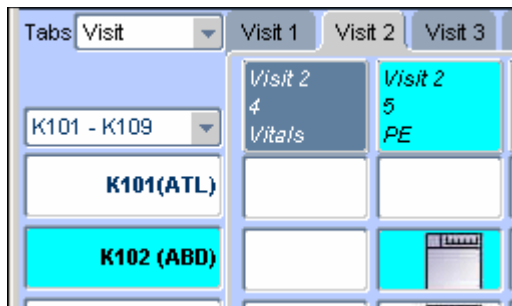 Tabs Visit Visit 1 Visit 2 Visit 3
Visit 2
4
Vitals
Visit 2
5
PE
K101 - K109
K101(ATL)
K102 (ABD)